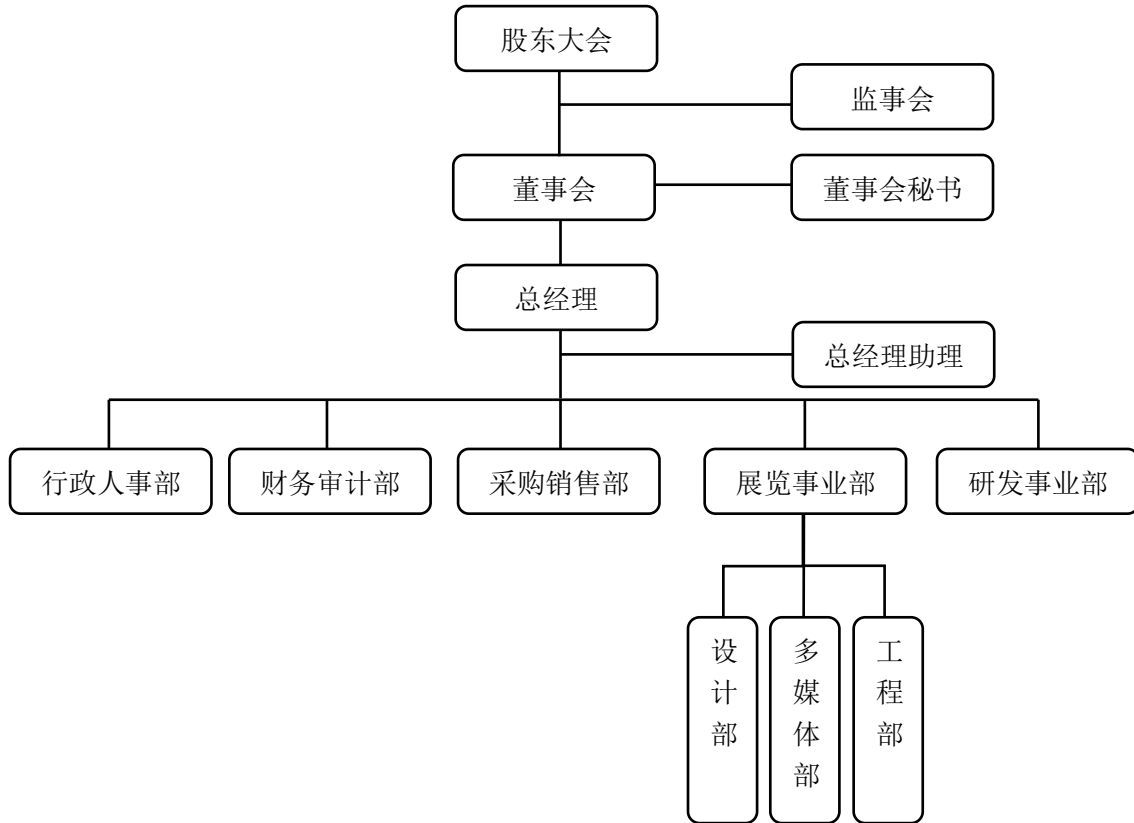 股东大会
监事会
董事会
董事会秘书
总经理
总经理助理
行政人事部
财务审计部
采购销售部
展览事业部
研发事业部
设计部
多媒体部
工程部